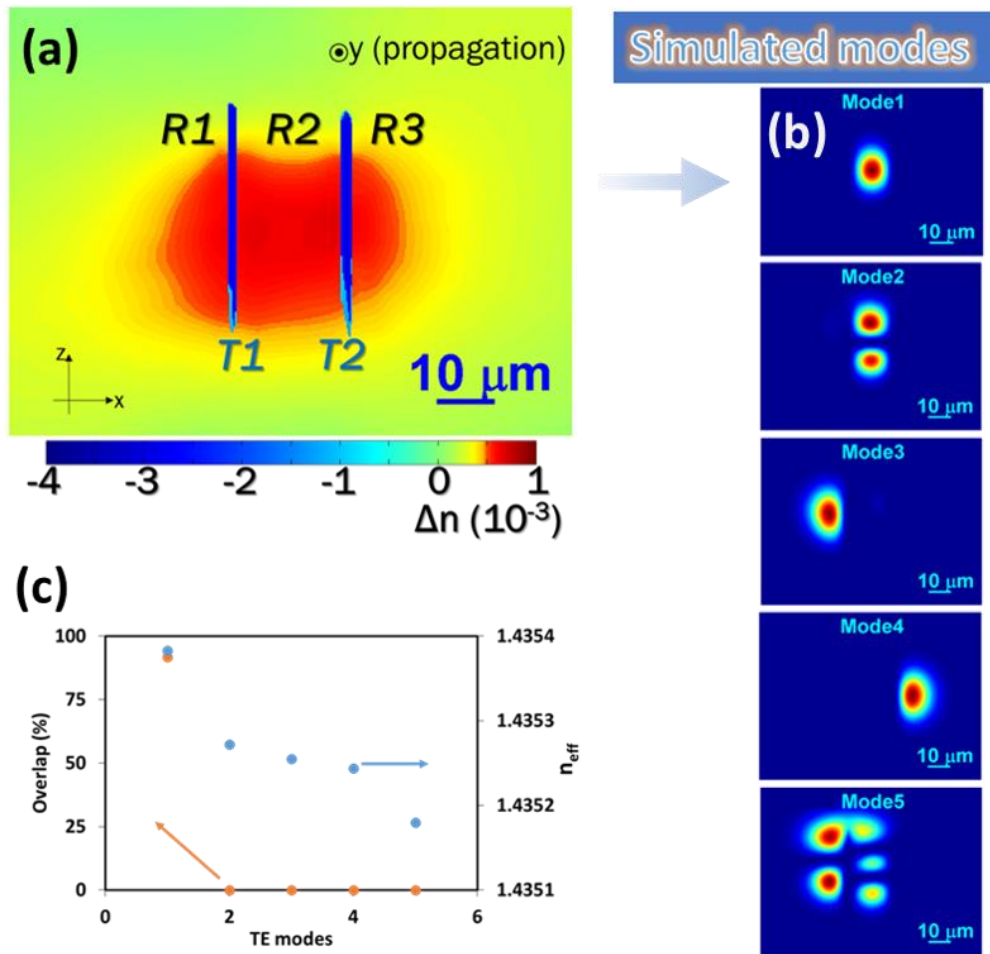 (a)
⊙y (propagation)
R1 R2 R3
T1 T2
z
x
10 μm
-4 -3 -2 -1 0 1
Δn (10⁻³)
Simulated modes
(b)
Mode1
10 μm
Mode2
10 μm
Mode3
10 μm
Mode4
10 μm
Mode5
10 μm
(c)
100
75
50
25
0
Overlap (%)
0 2 4 6
TE modes
1.4354
1.4353
1.4352
1.4351
n_eff